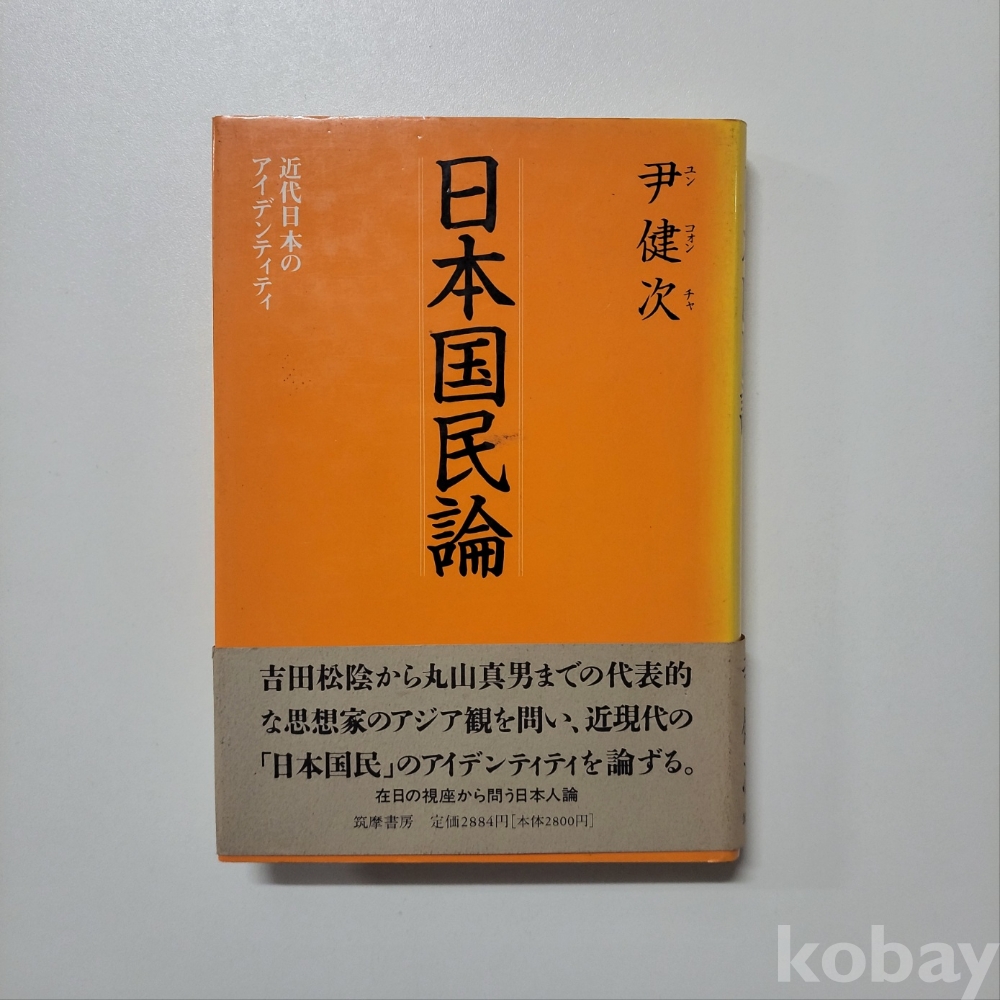 尹健次
ユン コォン チャ
日本国民論
近代日本の
アイデンティティ
吉田松陰から丸山真男までの代表的
な思想家のアジア観を問い、近現代の
「日本国民」のアイデンティティを論ずる。
在日の視座から問う日本人論
筑摩書房 定価2884円[本体2800円]
kobay